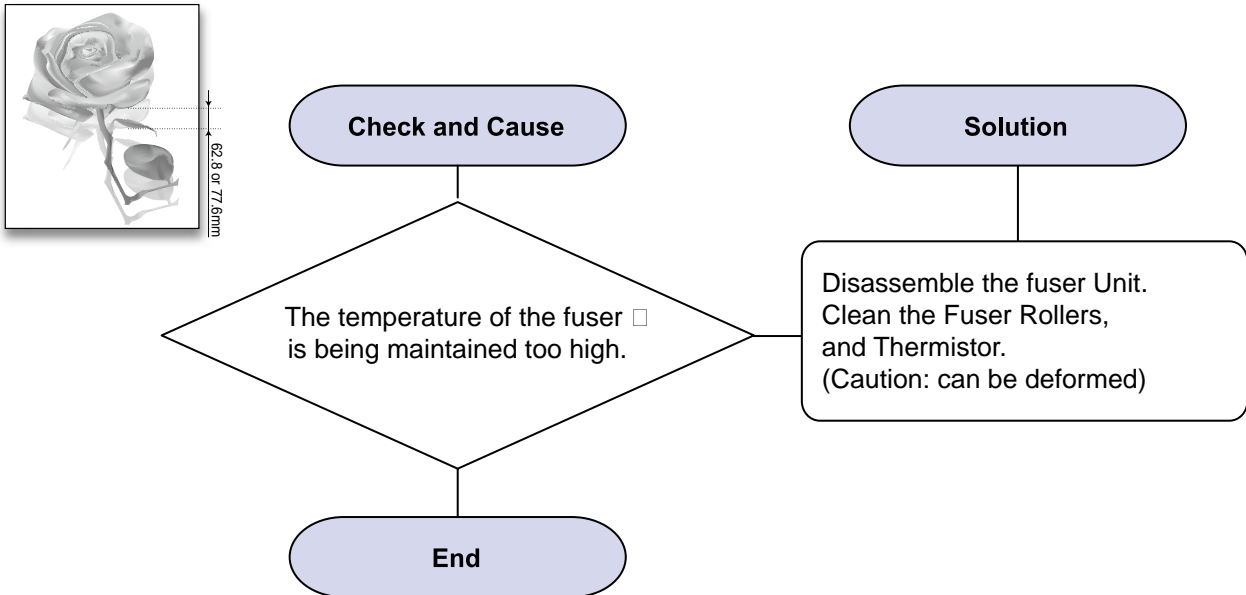 62.8 or 77.6mm
Check and Cause
Solution
The temperature of the fuser □
is being maintained too high.
Disassemble the fuser Unit.
Clean the Fuser Rollers,
and Thermistor.
(Caution: can be deformed)
End